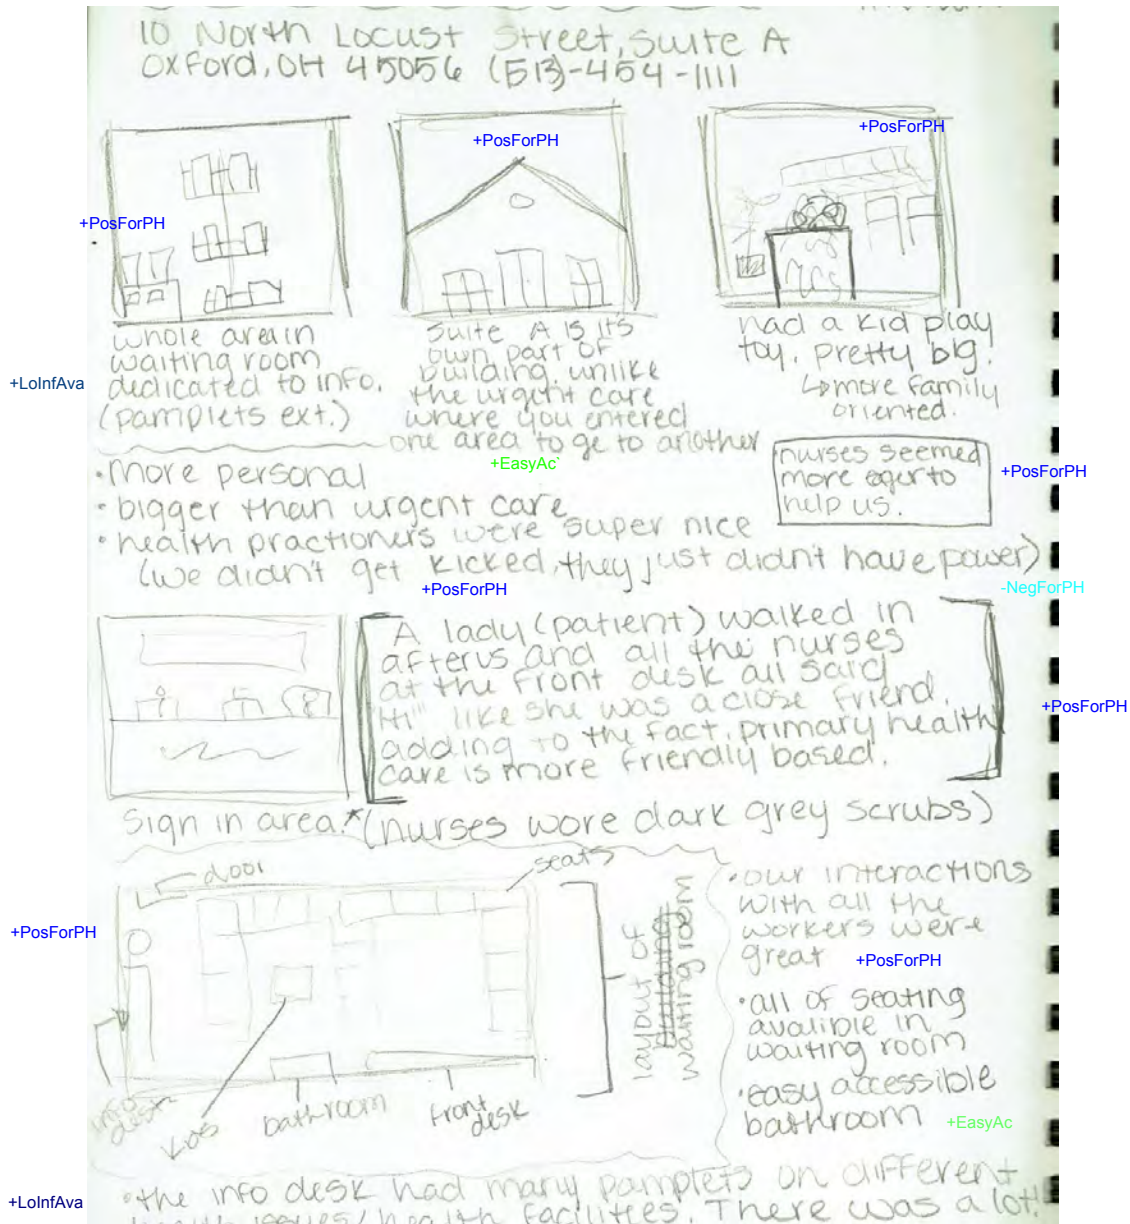 10 North Locust Street, Suite A
Oxford, OH 45056 (513)-454-1111
+PosForPH
+PosForPH
+PosForPH
whole area in
waiting room
dedicated to info.
(pamplets ext.)
+LoInfAva
Suite A is its
own part of
building, unlike
the urgent care
where you entered
one area to ge to another
+EasyAc`
had a kid play
toy. pretty big.
↳more family
oriented.
• more personal
• bigger than urgent care
• health practioners were super nice
(we didn't get kicked, they just didn't have power)
+PosForPH
-NegForPH
nurses seemed
more eger to
help us.
+PosForPH
A lady (patient) walked in
after us and all the nurses
at the front desk all said
"Hi" like she was a close friend.
adding to the fact, primary health
care is more friendly based.
+PosForPH
Sign in area.* (nurses wore dark grey scrubs)
door
seats
+PosForPH
info
desk
kids
bathroom
front
desk
layout of
building
waiting room
• our interactions
with all the
workers were
great
+PosForPH
• all of seating
availible in
waiting room
• easy accessible
bathroom
+EasyAc
+LoInfAva
• the info desk had many pamplets on different
health issues/health facilities. There was a lot!